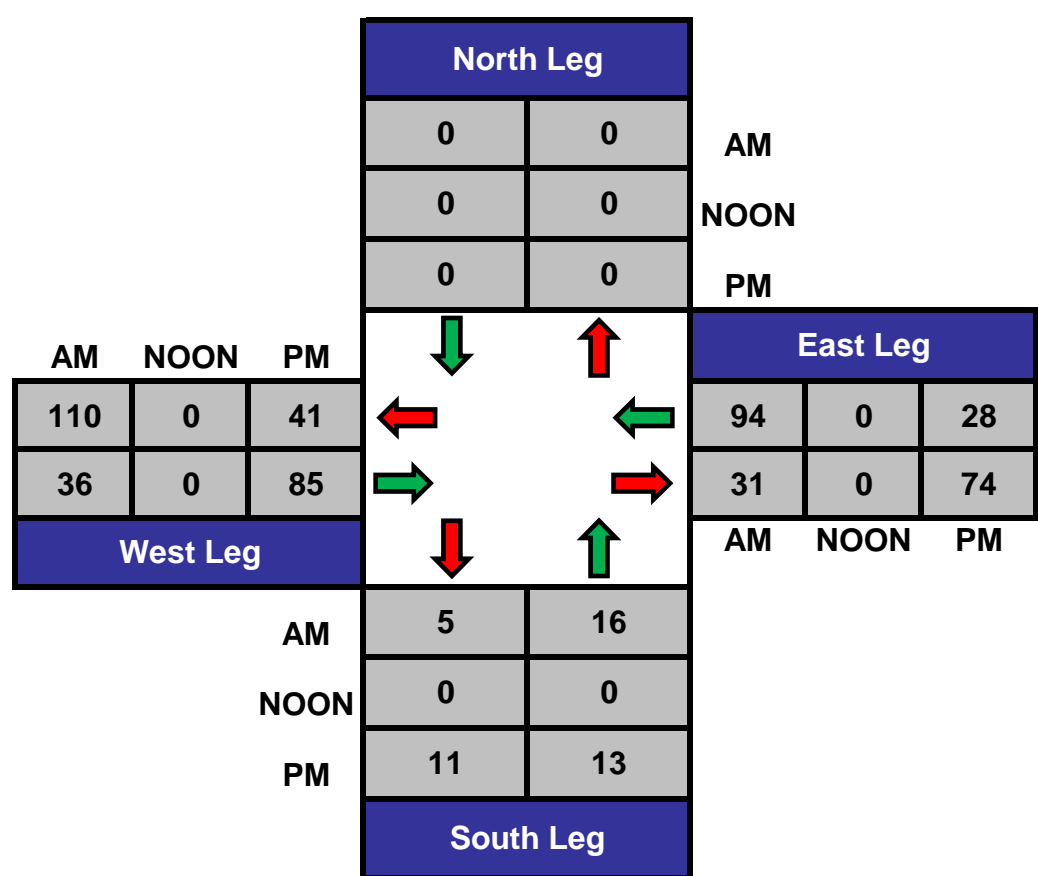 North Leg
0 0 AM
0 0 NOON
0 0 PM
AM NOON PM East Leg
110 0 41 94 0 28
36 0 85 31 0 74
West Leg AM NOON PM
AM 5 16
NOON 0 0
PM 11 13
South Leg